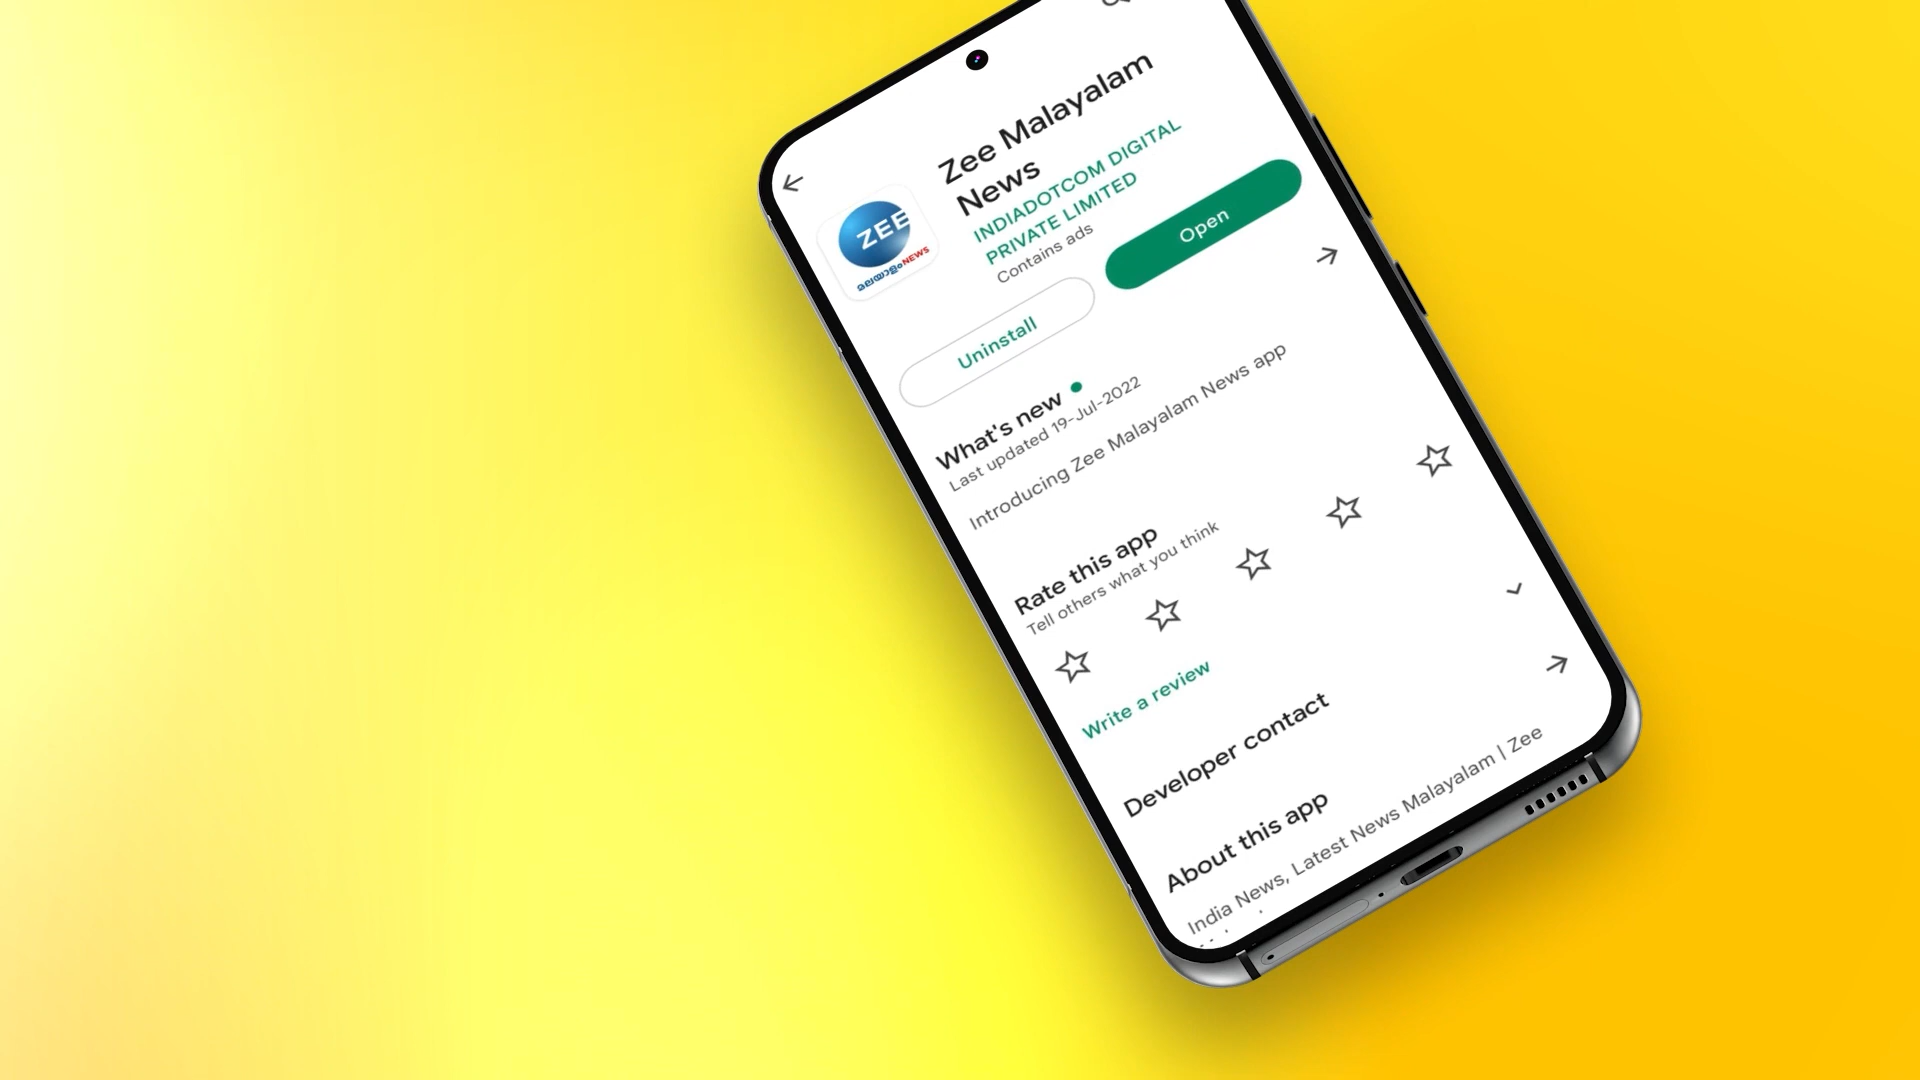 Zee Malayalam
News
INDIADOTCOM DIGITAL
PRIVATE LIMITED
Contains ads
ZEE
മലയാളം NEWS
Uninstall
Open
What's new
Last updated 19-Jul-2022
Introducing Zee Malayalam News app
Rate this app
Tell others what you think
Write a review
Developer contact
About this app
India News, Latest News Malayalam | Zee